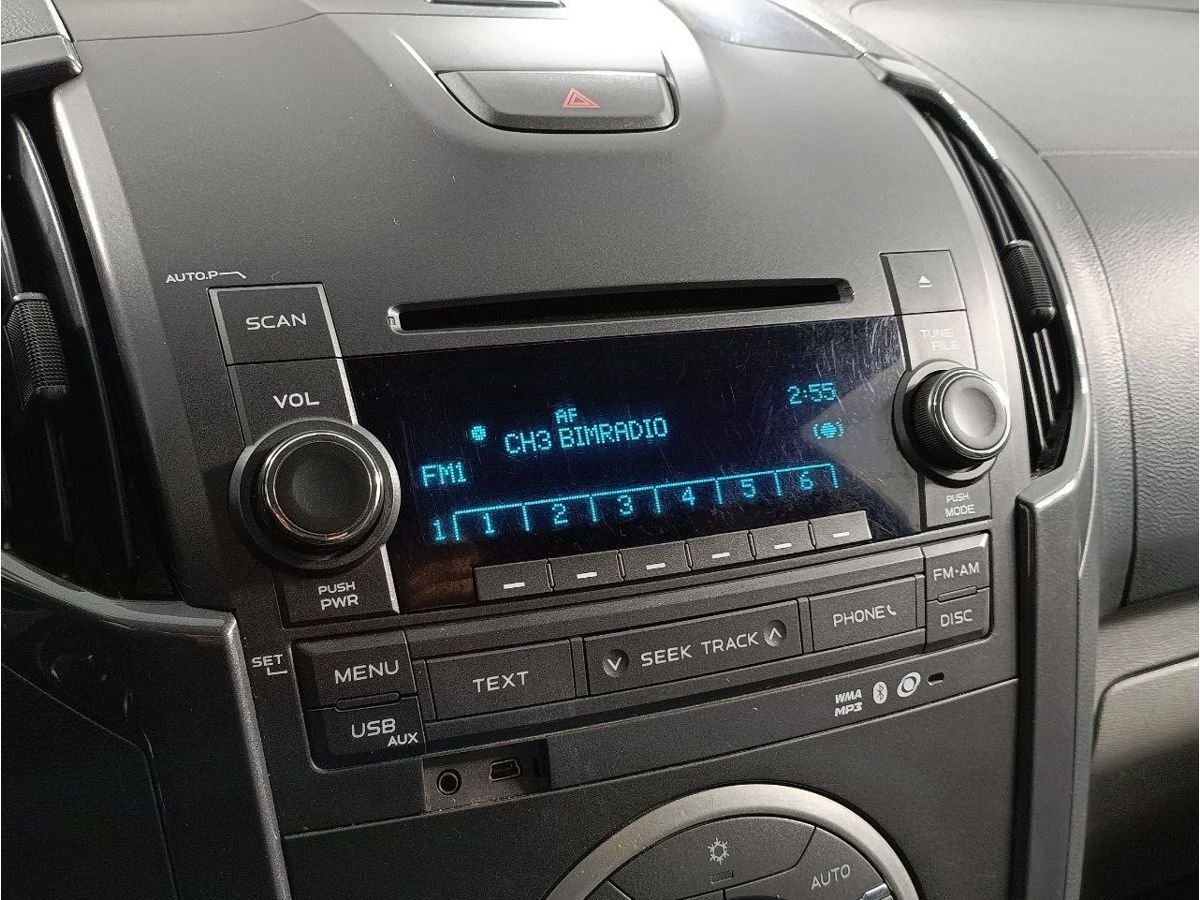 AUTO.P
SCAN
VOL
TUNE
FILE
AF
2:55
CH3 BIMRADIO
FM1
1 1 2 3 4 5 6
PUSH
MODE
PUSH
PWR
FM·AM
DISC
PHONE
SEEK TRACK
SET
MENU
TEXT
USB
AUX
WMA
MP3
AUTO